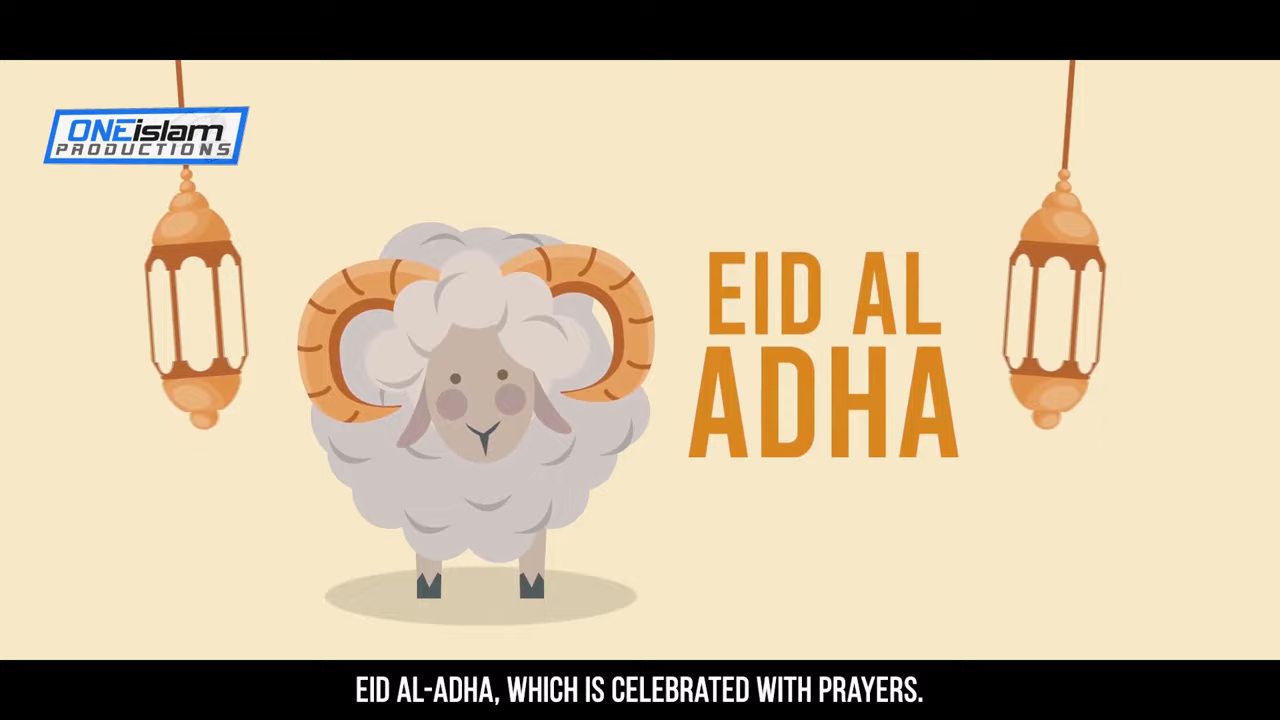 ONEislam
PRODUCTIONS
EID AL
ADHA
EID AL-ADHA, WHICH IS CELEBRATED WITH PRAYERS.